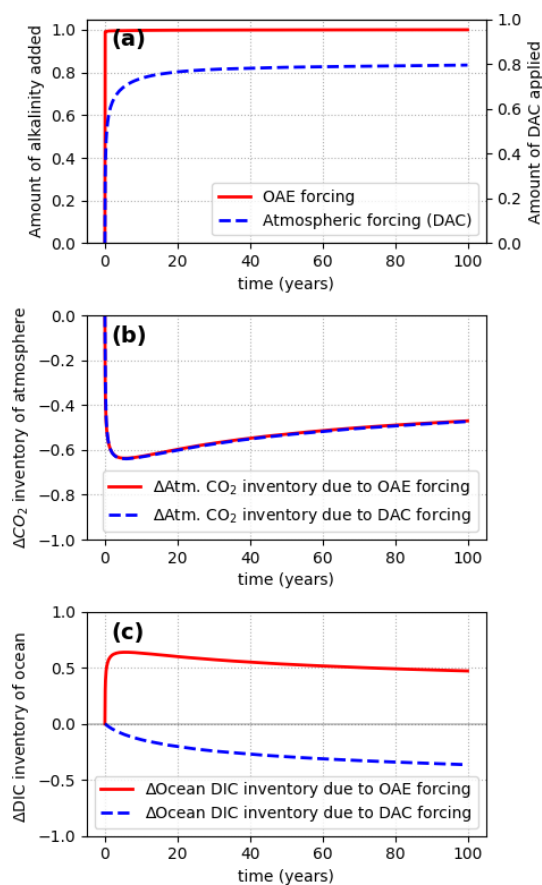 (a)
Amount of alkalinity added
Amount of DAC applied
1.0
0.8
0.6
0.4
0.2
0.0
1.0
0.8
0.6
0.4
0.2
0.0
OAE forcing
Atmospheric forcing (DAC)
0 20 40 60 80 100
time (years)
(b)
ΔCO₂ inventory of atmosphere
0.0
−0.2
−0.4
−0.6
−0.8
−1.0
ΔAtm. CO₂ inventory due to OAE forcing
ΔAtm. CO₂ inventory due to DAC forcing
0 20 40 60 80 100
time (years)
(c)
ΔDIC inventory of ocean
1.0
0.5
0.0
−0.5
−1.0
ΔOcean DIC inventory due to OAE forcing
ΔOcean DIC inventory due to DAC forcing
0 20 40 60 80 100
time (years)